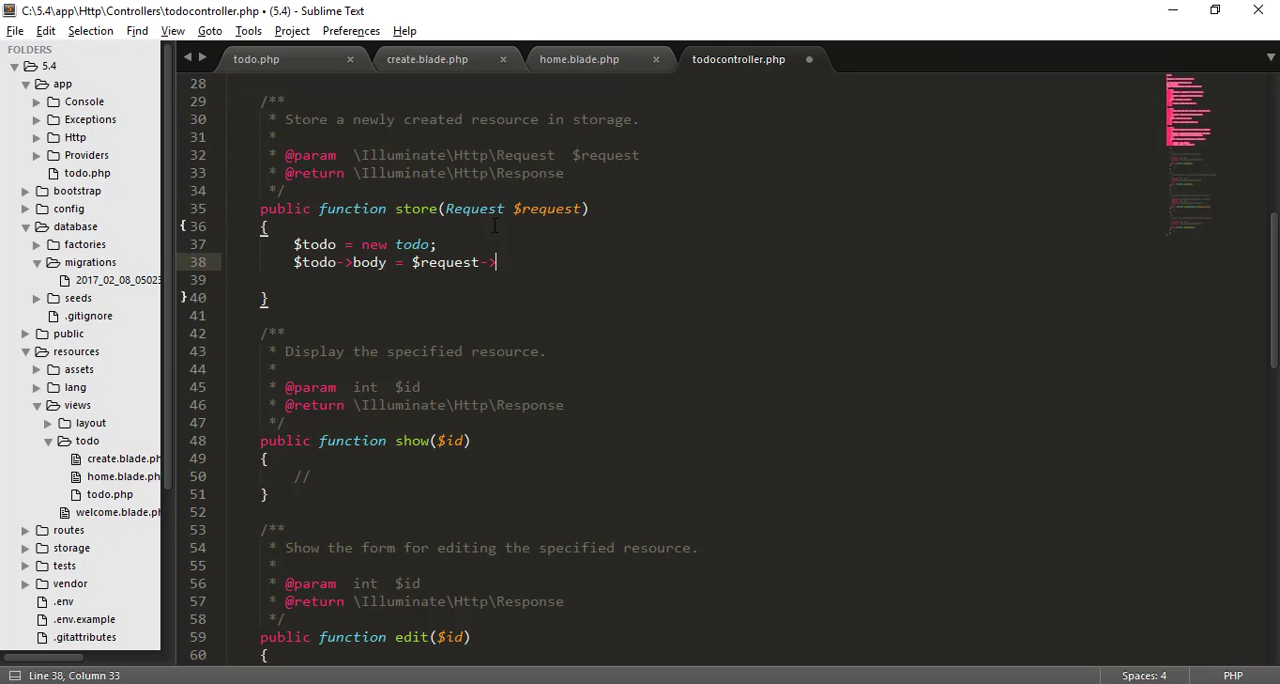 C:\5.4\app\Http\Controllers\todocontroller.php • (5.4) - Sublime Text
File Edit Selection Find View Goto Tools Project Preferences Help
FOLDERS
5.4
app
Console
Exceptions
Http
Providers
todo.php
bootstrap
config
database
factories
migrations
2017_02_08_05023
seeds
.gitignore
public
resources
assets
lang
views
layout
todo
create.blade.ph
home.blade.ph
todo.php
welcome.blade.ph
routes
storage
tests
vendor
.env
.env.example
.gitattributes
todo.php × create.blade.php × home.blade.php × todocontroller.php
28
29 /**
30 * Store a newly created resource in storage.
31 *
32 * @param \Illuminate\Http\Request $request
33 * @return \Illuminate\Http\Response
34 */
35 public function store(Request $request)
36 {
37 $todo = new todo;
38 $todo->body = $request->
39
40 }
41
42 /**
43 * Display the specified resource.
44 *
45 * @param int $id
46 * @return \Illuminate\Http\Response
47 */
48 public function show($id)
49 {
50 //
51 }
52
53 /**
54 * Show the form for editing the specified resource.
55 *
56 * @param int $id
57 * @return \Illuminate\Http\Response
58 */
59 public function edit($id)
60 {
Line 38, Column 33 Spaces: 4 PHP